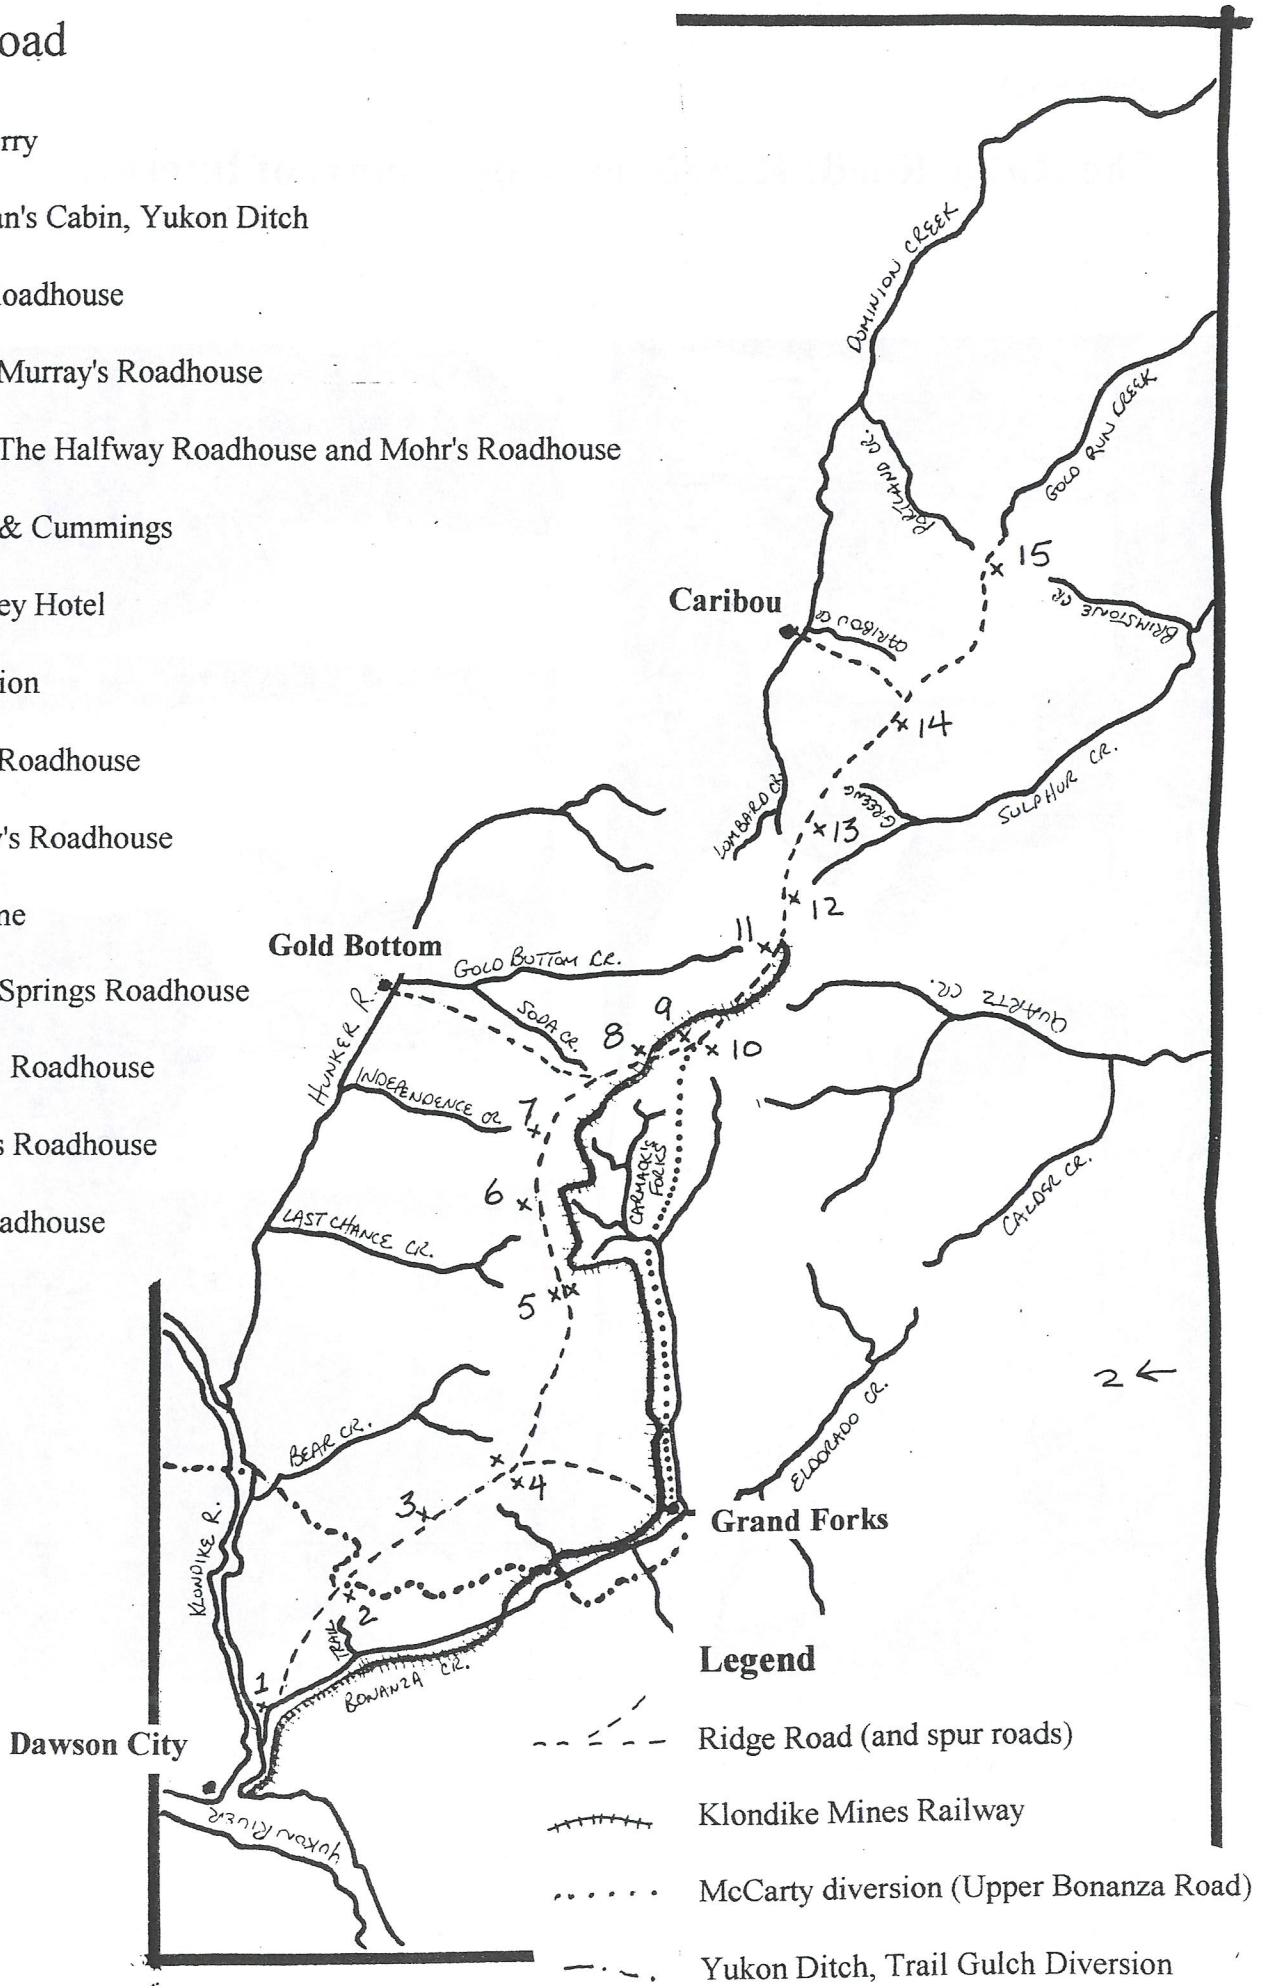 oad
rry
an's Cabin, Yukon Ditch
oadhouse
Murray's Roadhouse
The Halfway Roadhouse and Mohr's Roadhouse
& Cummings
ey Hotel
ion
Roadhouse
's Roadhouse
ne
Springs Roadhouse
Roadhouse
s Roadhouse
adhouse
DOMINION CREEK
GOLD RUN CREEK
PORTLAND CR.
15
BRIMSTONE CR
Caribou
CARIBOU CR
14
SULPHUR CR.
GREENS
LOMBARD CR.
13
12
11
Gold Bottom
GOLD BOTTOM CR.
QUARTZ CR.
SODA CR.
9
8
10
HUNKER R.
INDEPENDENCE CR
7
CARMACK'S FORKS
CALDER CR.
6
LAST CHANCE CR.
5
2 ←
BEAR CR.
ELDORADO CR.
4
3
Grand Forks
KLONDIKE R.
2
TRAIL
1
BONANZA CR.
Dawson City
YUKON RIVER
Legend
Ridge Road (and spur roads)
Klondike Mines Railway
McCarty diversion (Upper Bonanza Road)
Yukon Ditch, Trail Gulch Diversion